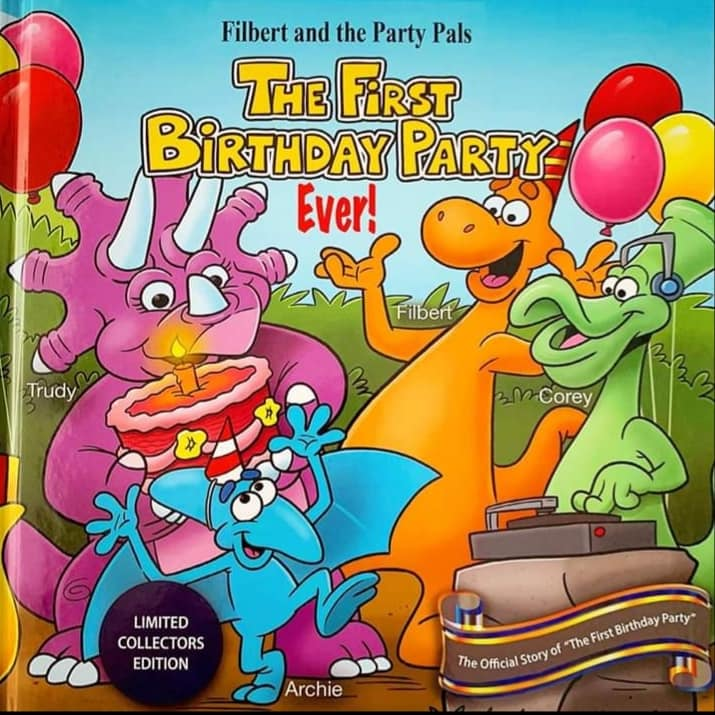 Filbert and the Party Pals
THE FIRST
BIRTHDAY PARTY
Ever!
Filbert
Trudy
Corey
LIMITED
COLLECTORS
EDITION
The Official Story of "The First Birthday Party"
Archie